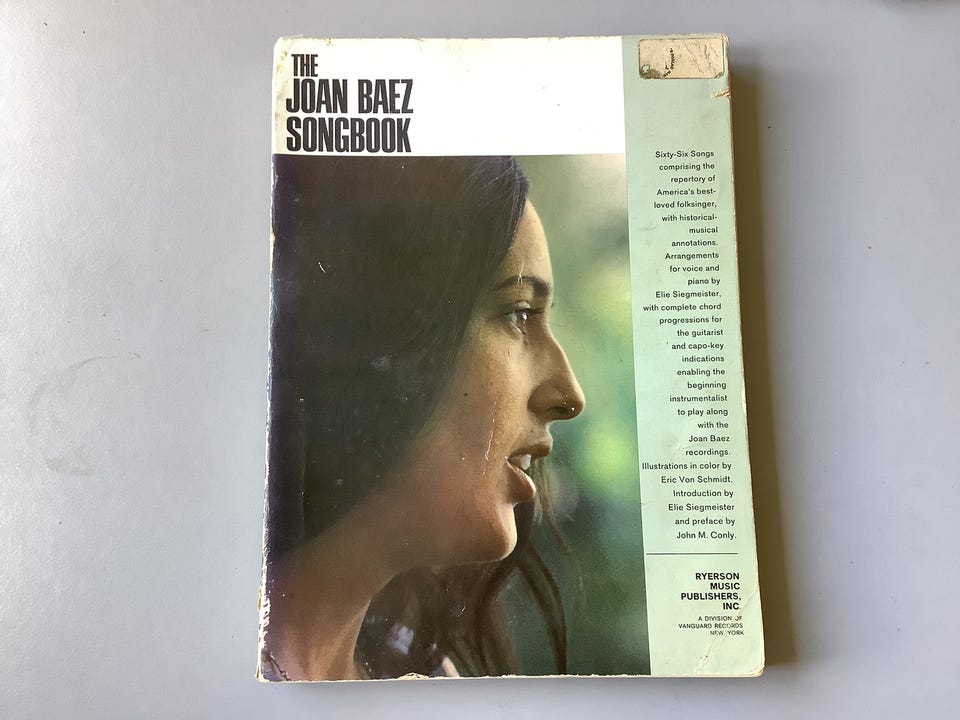 THE
JOAN BAEZ
SONGBOOK
Sixty-Six Songs
comprising the
repertory of
America's best-
loved folksinger,
with historical-
musical
annotations.
Arrangements
for voice and
piano by
Elie Siegmeister,
with complete chord
progressions for
the guitarist
and capo-key
indications
enabling the
beginning
instrumentalist
to play along
with the
Joan Baez
recordings.
Illustrations in color by
Eric Von Schmidt.
Introduction by
Elie Siegmeister
and preface by
John M. Conly.
RYERSON
MUSIC
PUBLISHERS,
INC.
A DIVISION OF
VANGUARD RECORDS
NEW YORK